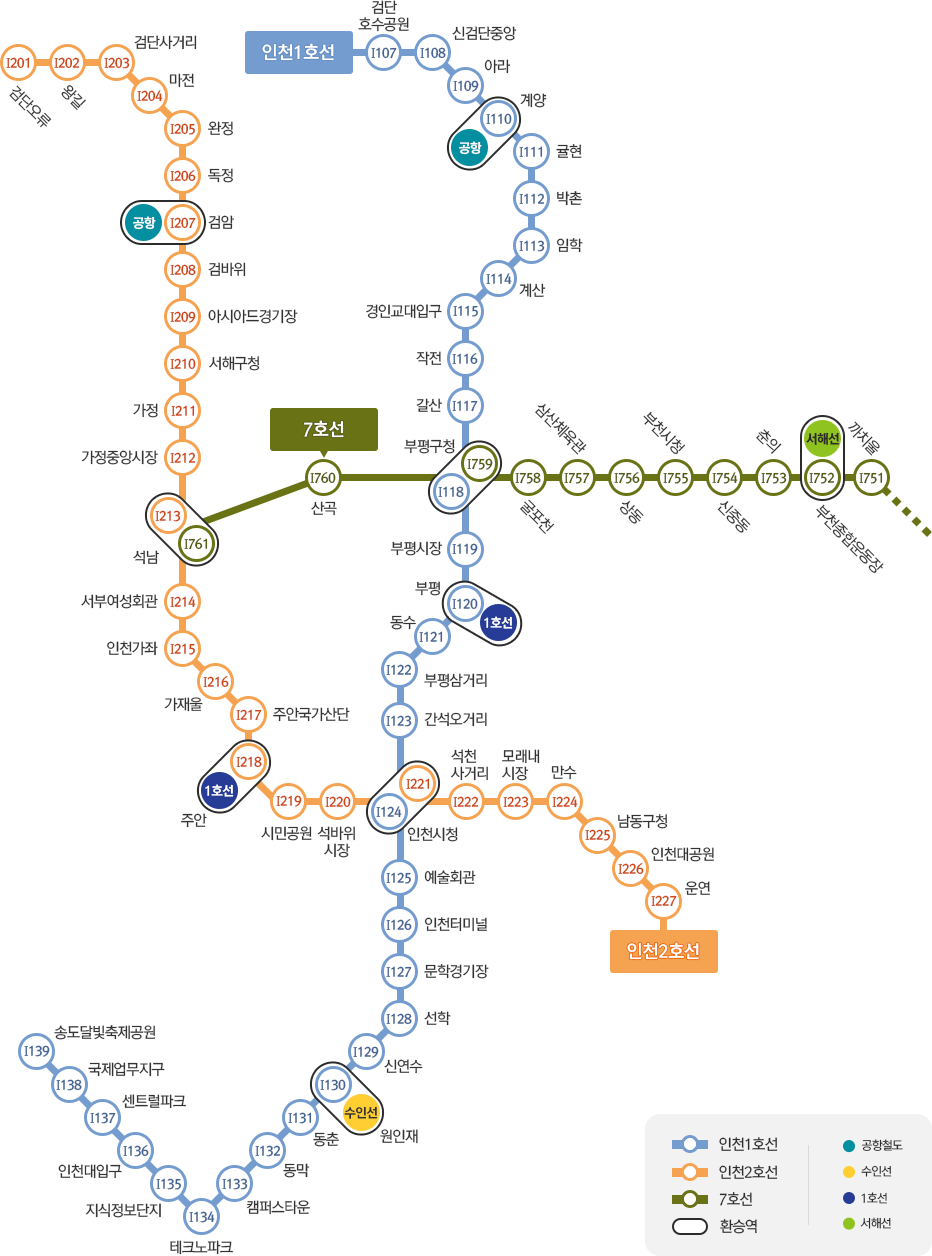 인천1호선
I107
검단
호수공원
I108
신검단중앙
I109
아라
I110
계양
공항
I111
귤현
I112
박촌
I113
임학
I114
계산
I115
경인교대입구
I116
작전
I117
갈산
I118
부평구청
I119
부평시장
I120
부평
1호선
I121
동수
I122
부평삼거리
I123
간석오거리
I124
인천시청
I125
예술회관
I126
인천터미널
I127
문학경기장
I128
선학
I129
신연수
I130
원인재
수인선
I131
동춘
I132
동막
I133
캠퍼스타운
I134
테크노파크
I135
지식정보단지
I136
인천대입구
I137
센트럴파크
I138
국제업무지구
I139
송도달빛축제공원
I201
검단오류
I202
왕길
I203
검단사거리
I204
마전
I205
완정
I206
독정
공항
I207
검암
I208
검바위
I209
아시아드경기장
I210
서해구청
I211
가정
I212
가정중앙시장
I213
석남
I214
서부여성회관
I215
인천가좌
I216
가재울
I217
주안국가산단
I218
1호선
주안
I219
시민공원
I220
석바위
시장
I221
I222
석천
사거리
I223
모래내
시장
I224
만수
I225
남동구청
I226
인천대공원
I227
운연
인천2호선
7호선
I761
I760
산곡
I759
I758
굴포천
I757
삼산체육관
I756
상동
I755
부천시청
I754
신중동
I753
춘의
서해선
I752
부천종합운동장
I751
까치울
인천1호선
인천2호선
7호선
환승역
공항철도
수인선
1호선
서해선